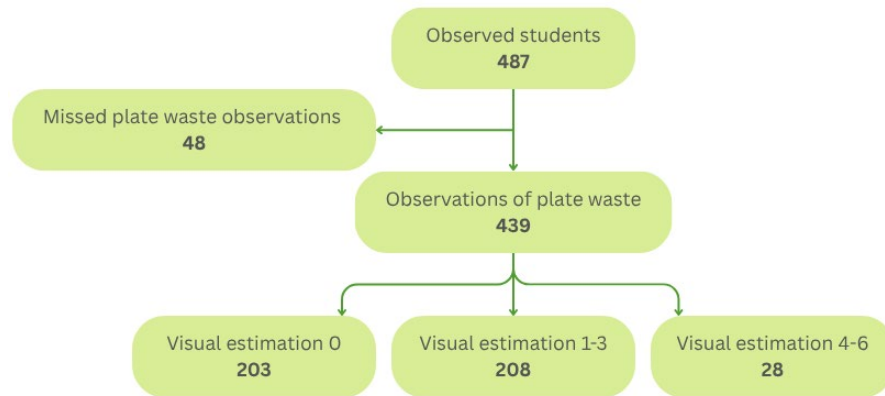 Observed students
487
Missed plate waste observations
48
Observations of plate waste
439
Visual estimation 0
203
Visual estimation 1-3
208
Visual estimation 4-6
28